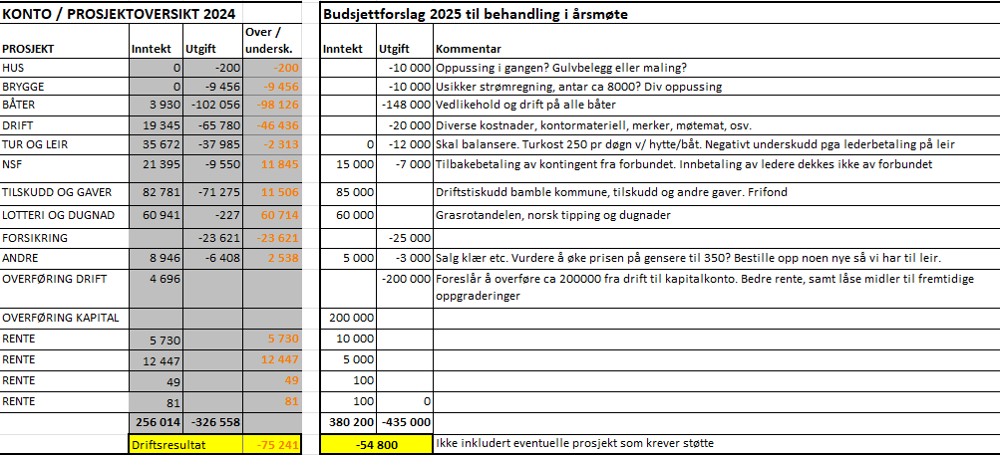 KONTO / PROSJEKTOVERSIKT 2024 Budsjettforslag 2025 til behandling i årsmøte
Over /
PROSJEKT Inntekt Utgift undersk. Inntekt Utgift Kommentar
HUS 0 -200 -200 -10 000 Oppussing i gangen? Gulvbelegg eller maling?
BRYGGE 0 -9 456 -9 456 -10 000 Usikker strømregning, antar ca 8000? Div oppussing
BÅTER 3 930 -102 056 -98 126 -148 000 Vedlikehold og drift på alle båter
DRIFT 19 345 -65 780 -46 436 -20 000 Diverse kostnader, kontormateriell, merker, møtemat, osv.
TUR OG LEIR 35 672 -37 985 -2 313 0 -12 000 Skal balansere. Turkost 250 pr døgn v/ hytte/båt. Negativt underskudd pga lederbetaling på leir
NSF 21 395 -9 550 11 845 15 000 -7 000 Tilbakebetaling av kontingent fra forbundet. Innbetaling av ledere dekkes ikke av forbundet
TILSKUDD OG GAVER 82 781 -71 275 11 506 85 000 Driftstiskudd bamble kommune, tilskudd og andre gaver. Frifond
LOTTERI OG DUGNAD 60 941 -227 60 714 60 000 Grasrotandelen, norsk tipping og dugnader
FORSIKRING -23 621 -23 621 -25 000
ANDRE 8 946 -6 408 2 538 5 000 -3 000 Salg klær etc. Vurdere å øke prisen på gensere til 350? Bestille opp noen nye så vi har til leir.
OVERFØRING DRIFT 4 696 -200 000 Foreslår å overføre ca 200000 fra drift til kapitalkonto. Bedre rente, samt låse midler til fremtidige
oppgraderinger
OVERFØRING KAPITAL 200 000
RENTE 5 730 5 730 10 000
RENTE 12 447 12 447 5 000
RENTE 49 49 100
RENTE 81 81 100 0
256 014 -326 558 380 200 -435 000
Driftsresultat -75 241 -54 800 Ikke inkludert eventuelle prosjekt som krever støtte